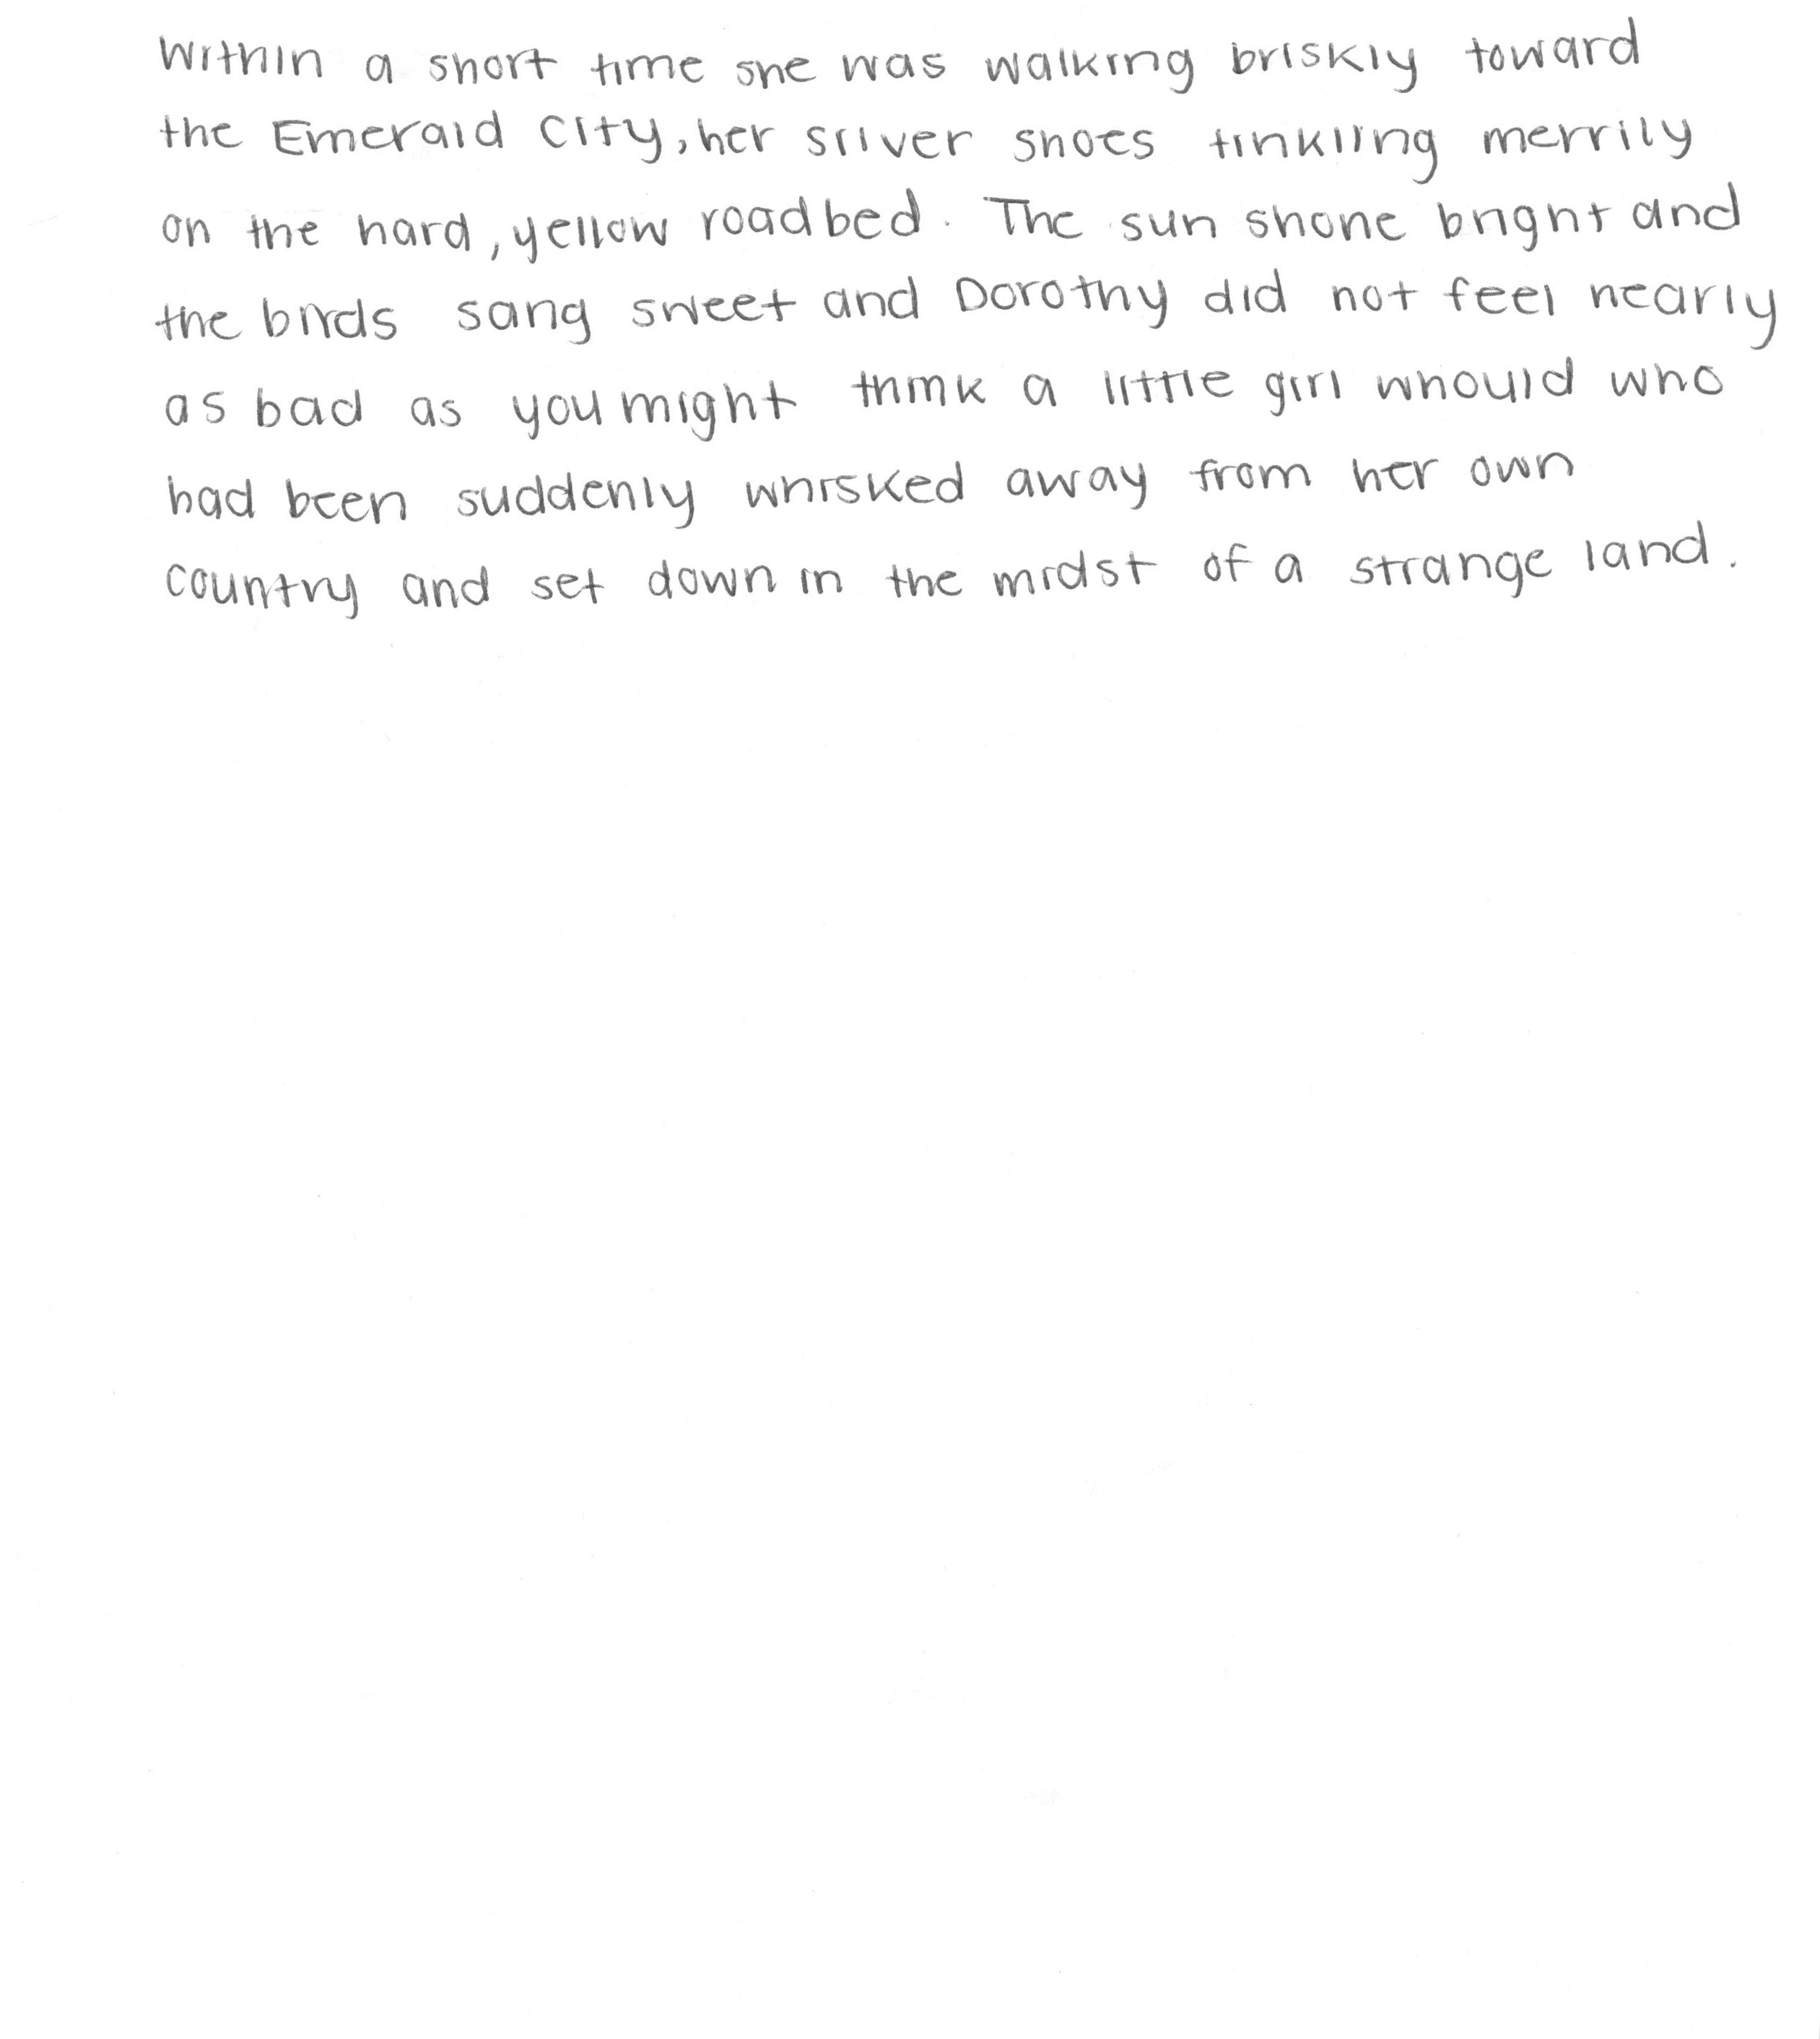 Within a short time she was walking briskly toward
the Emerald City, her silver shoes tinkling merrily
on the hard, yellow roadbed. The sun shone bright and
the birds sang sweet and Dorothy did not feel nearly
as bad as you might think a little girl whould who
had been suddenly whisked away from her own
country and set down in the midst of a strange land.